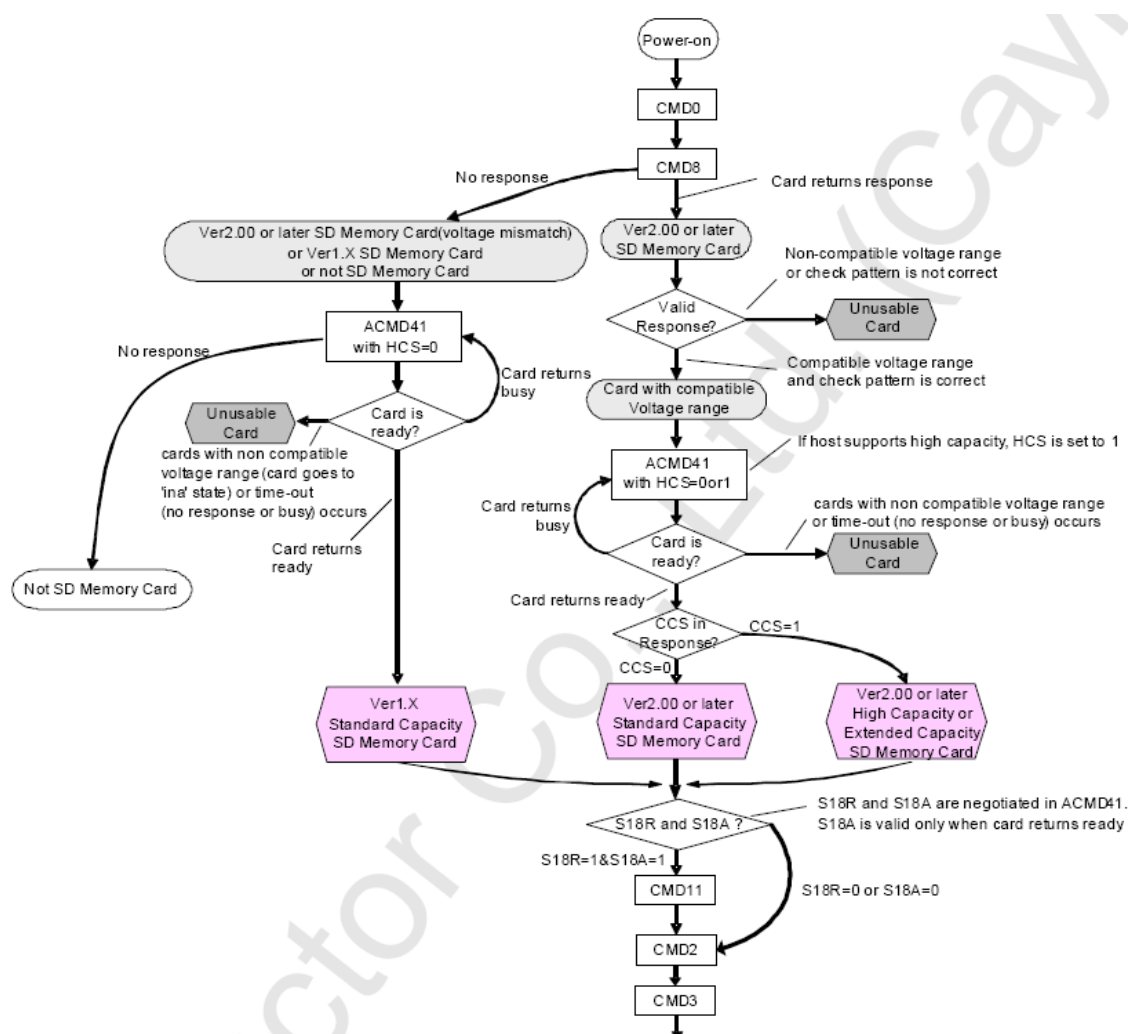 Power-on
CMD0
CMD8
No response
Card returns response
Ver2.00 or later SD Memory Card(voltage mismatch)
or Ver1.X SD Memory Card
or not SD Memory Card
Ver2.00 or later
SD Memory Card
Non-compatible voltage range
or check pattern is not correct
Valid
Response?
Unusable
Card
ACMD41
with HCS=0
No response
Card returns
busy
Compatible voltage range
and check pattern is correct
Card with compatible
Voltage range
Unusable
Card
Card is
ready?
cards with non compatible
voltage range (card goes to
'ina' state) or time-out
(no response or busy) occurs
If host supports high capacity, HCS is set to 1
ACMD41
with HCS=0or1
Card returns
busy
cards with non compatible voltage range
or time-out (no response or busy) occurs
Card is
ready?
Unusable
Card
Card returns
ready
Not SD Memory Card
Card returns ready
CCS in
Response?
CCS=1
CCS=0
Ver1.X
Standard Capacity
SD Memory Card
Ver2.00 or later
Standard Capacity
SD Memory Card
Ver2.00 or later
High Capacity or
Extended Capacity
SD Memory Card
S18R and S18A ?
S18R and S18A are negotiated in ACMD41.
S18A is valid only when card returns ready
S18R=1&S18A=1
S18R=0 or S18A=0
CMD11
CMD2
CMD3
Co., Ltd.